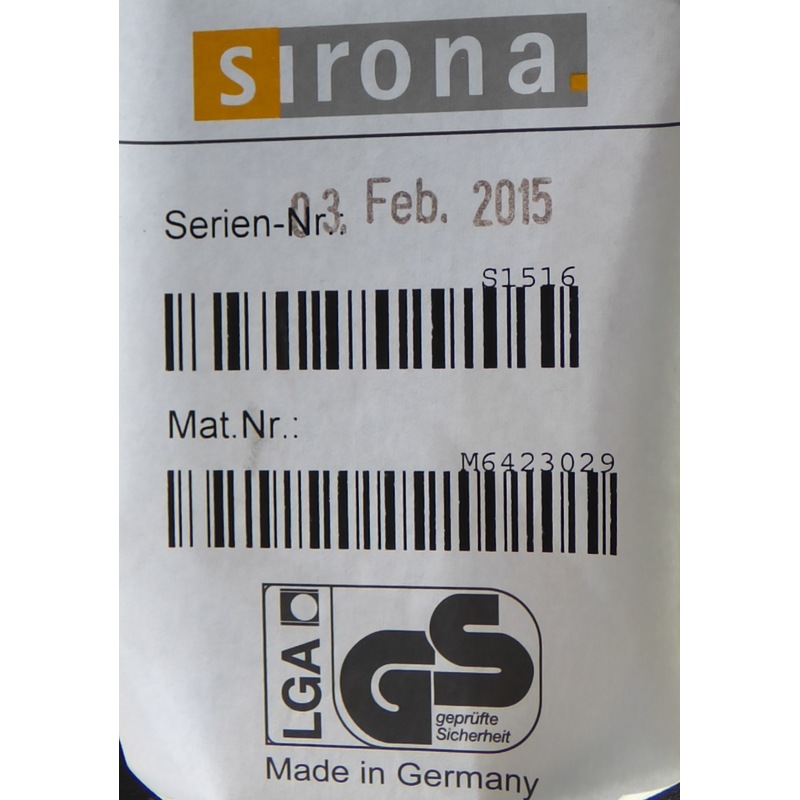 sirona.
Serien-Nr.: 03. Feb. 2015
S1516
Mat.Nr.:
M6423029
LGA GS
geprüfte
Sicherheit
Made in Germany